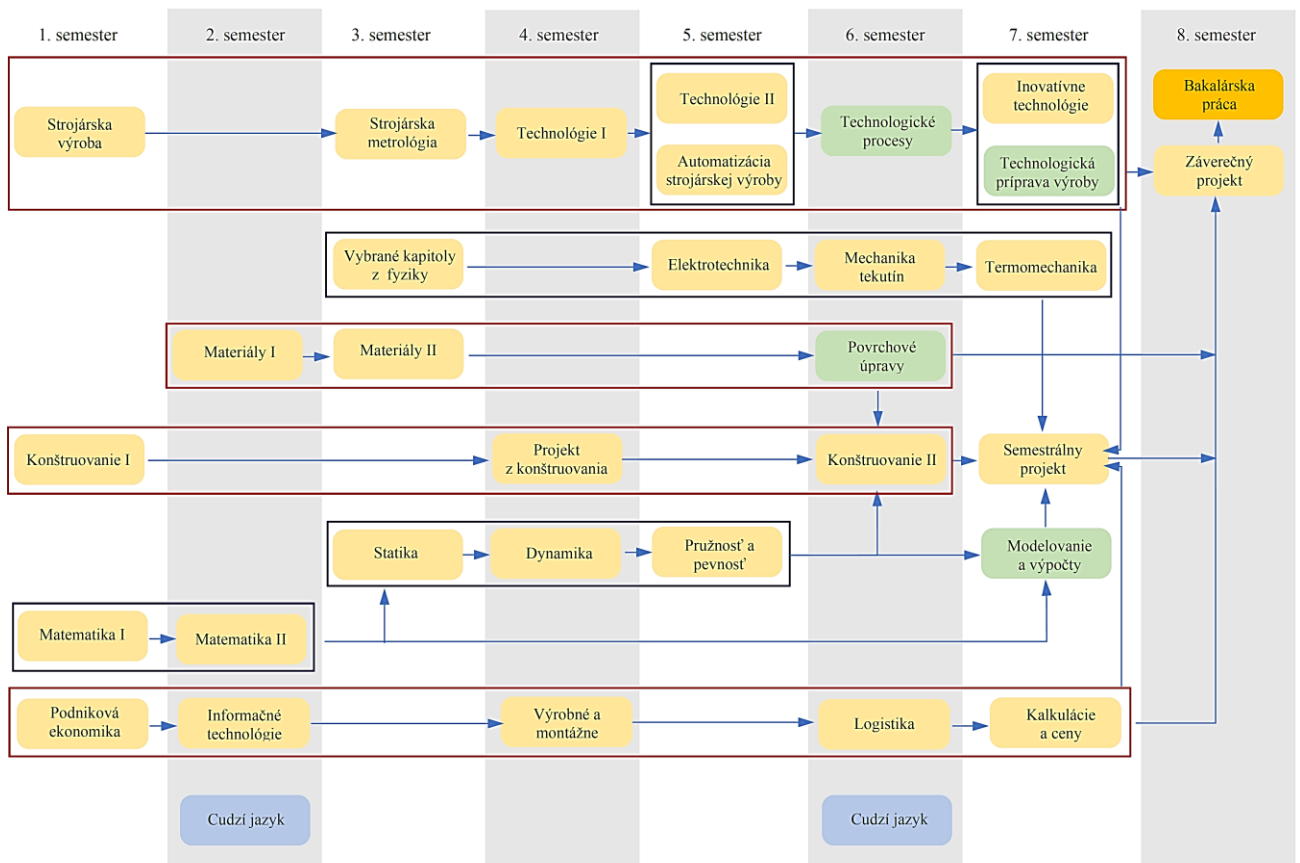 1. semester
2. semester
3. semester
4. semester
5. semester
6. semester
7. semester
8. semester
Strojárska
výroba
Strojárska
metrológia
Technológie I
Technológie II
Automatizácia
strojárskej výroby
Technologické
procesy
Inovatívne
technológie
Technologická
príprava výroby
Bakalárska
práca
Záverečný
projekt
Vybrané kapitoly
z fyziky
Elektrotechnika
Mechanika
tekutín
Termomechanika
Materiály I
Materiály II
Povrchové
úpravy
Konštruovanie I
Projekt
z konštruovania
Konštruovanie II
Semestrálny
projekt
Statika
Dynamika
Pružnosť a
pevnosť
Modelovanie
a výpočty
Matematika I
Matematika II
Podniková
ekonomika
Informačné
technológie
Výrobné a
montážne
Logistika
Kalkulácie
a ceny
Cudzí jazyk
Cudzí jazyk